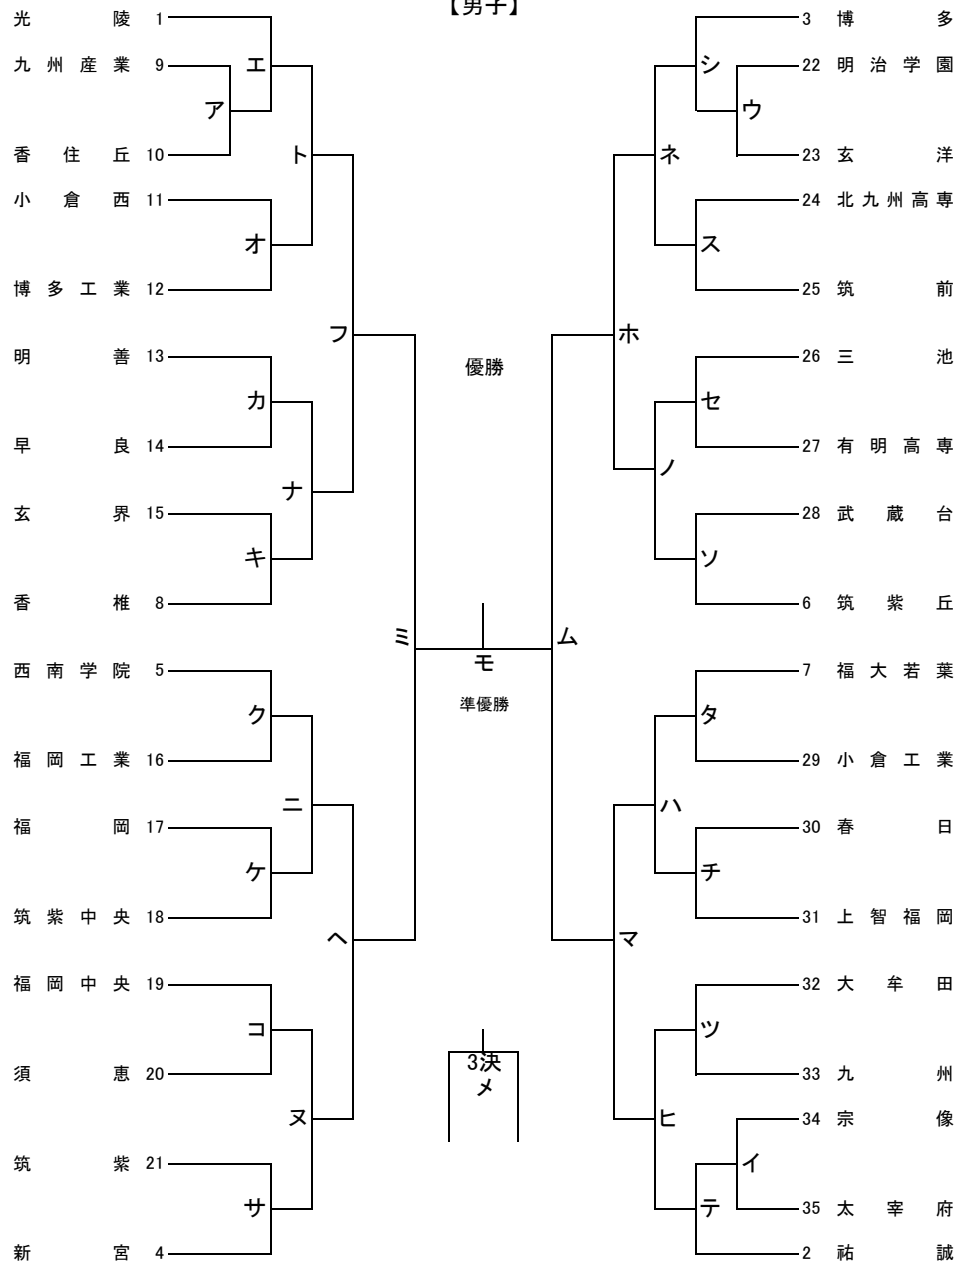 【男子】
光陵 1
九州産業 9
エ
ア
香住丘 10
ト
小倉西 11
オ
博多工業 12
フ
明善 13
カ
早良 14
ナ
玄界 15
キ
香椎 8
ミ
西南学院 5
ク
福岡工業 16
ニ
福岡 17
ケ
筑紫中央 18
ヘ
福岡中央 19
コ
須恵 20
ヌ
筑紫 21
サ
新宮 4
優勝
モ
準優勝
3決
メ
3 博多
シ
22 明治学園
ウ
ネ
23 玄洋
24 北九州高専
ス
25 筑前
ホ
26 三池
セ
27 有明高専
ノ
28 武蔵台
ソ
6 筑紫丘
ム
7 福大若葉
タ
29 小倉工業
ハ
30 春日
チ
31 上智福岡
マ
32 大牟田
ツ
33 九州
ヒ
34 宗像
イ
テ
35 太宰府
2 祐誠